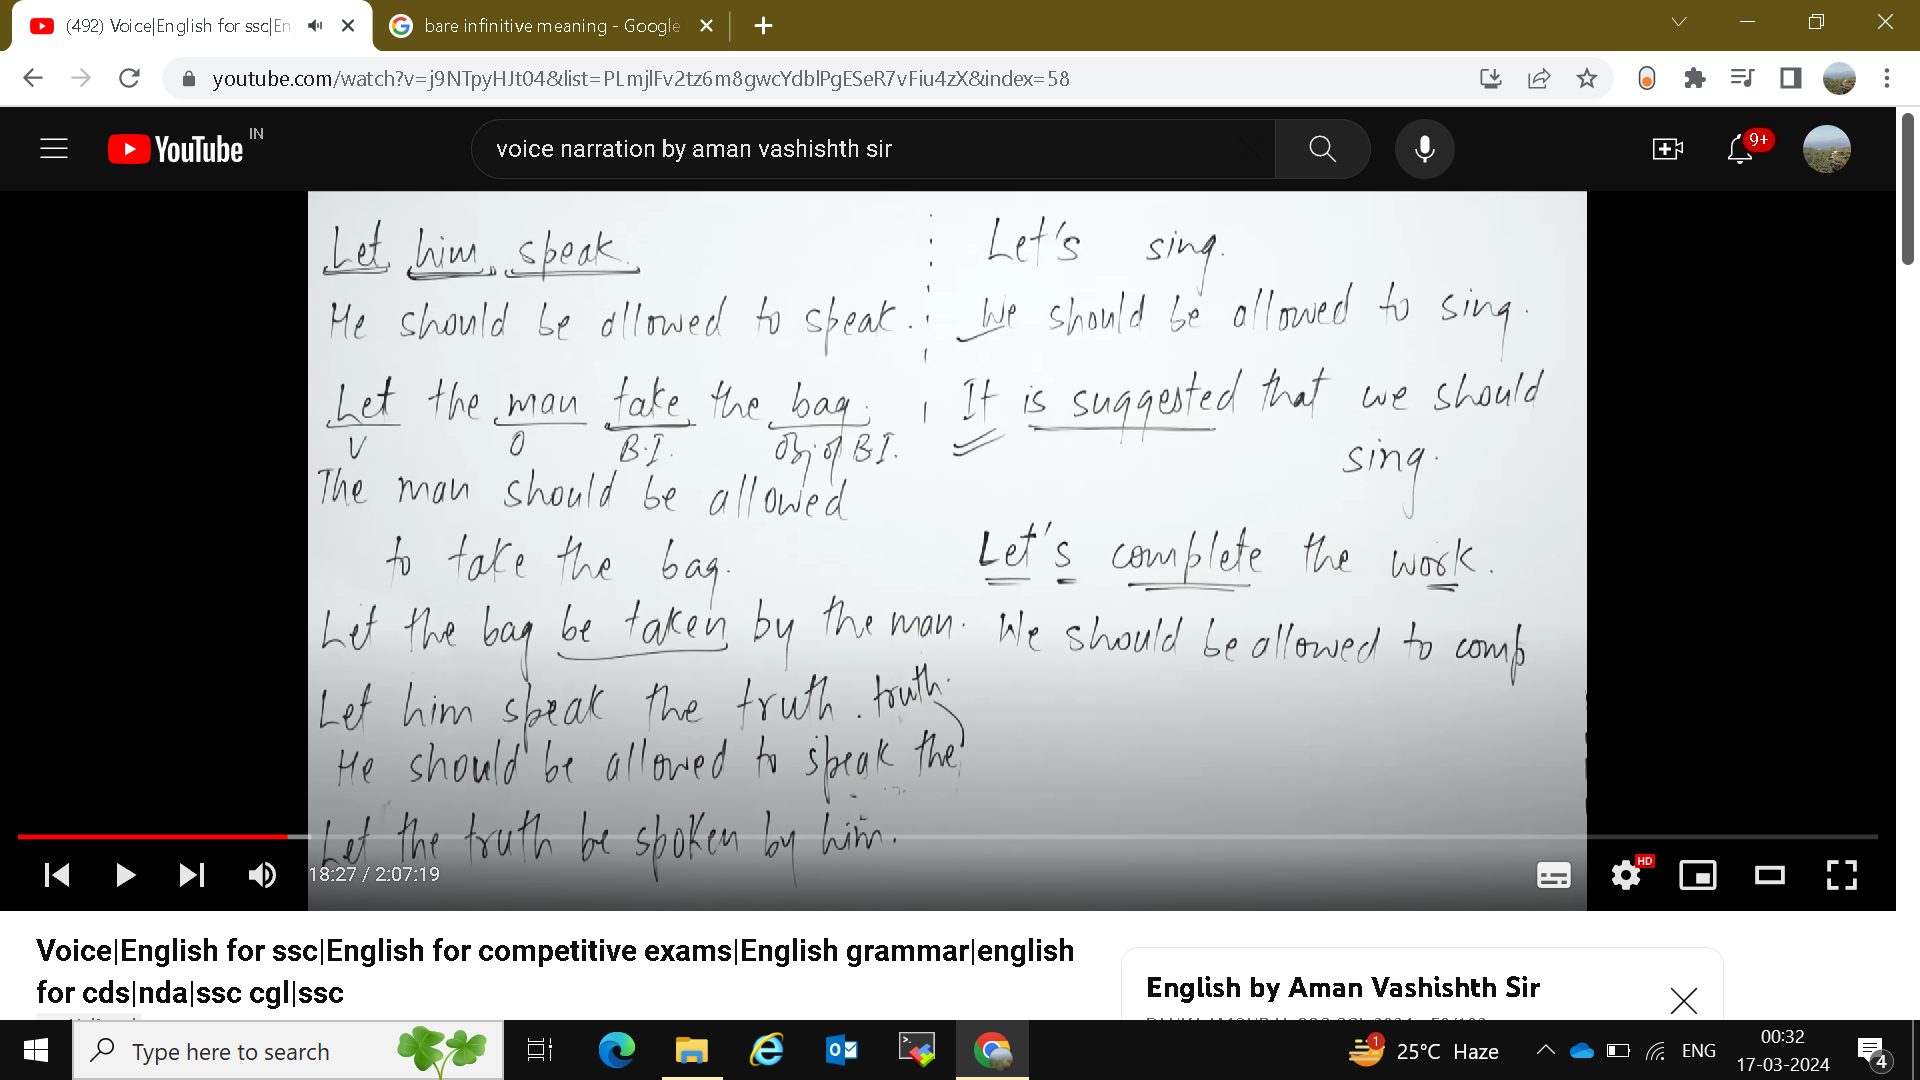 (492) Voice|English for ssc|En
bare infinitive meaning - Google
youtube.com/watch?v=j9NTpyHJt04&list=PLmjlFv2tz6m8gwcYdblPgESeR7vFiu4zX&index=58
YouTube IN
voice narration by aman vashishth sir
9+
Let him speak.
He should be allowed to speak.
Let the man take the bag.
V O B.I. Obj of B.I.
The man should be allowed
to take the bag.
Let the bag be taken by the man.
Let him speak the truth.
He should be allowed to speak the truth.
Let the truth be spoken by him.
Let's sing.
We should be allowed to sing.
It is suggested that we should
sing.
Let's complete the work.
We should be allowed to comp
18:27 / 2:07:19
HD
Voice|English for ssc|English for competitive exams|English grammar|english
for cds|nda|ssc cgl|ssc
English by Aman Vashishth Sir
Type here to search
1
25°C Haze
ENG
00:32
17-03-2024
4